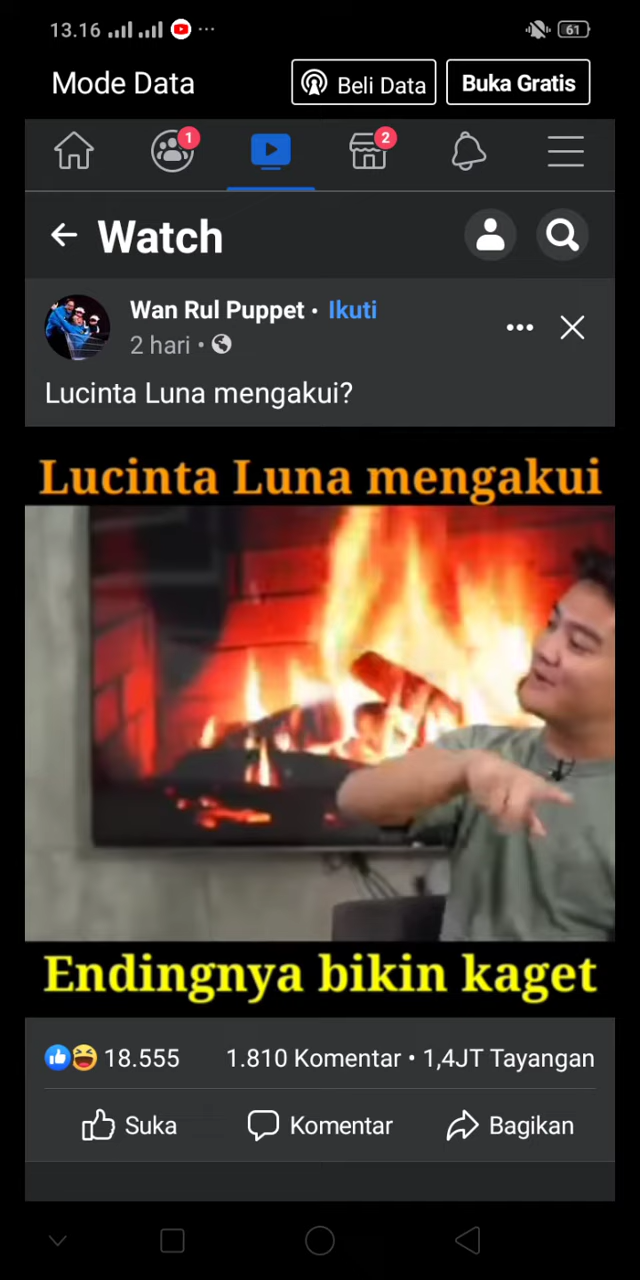 13.16
61
Mode Data
Beli Data
Buka Gratis
1
2
Watch
Wan Rul Puppet • Ikuti
2 hari •
Lucinta Luna mengakui?
Lucinta Luna mengakui
Endingnya bikin kaget
18.555
1.810 Komentar • 1,4JT Tayangan
Suka
Komentar
Bagikan